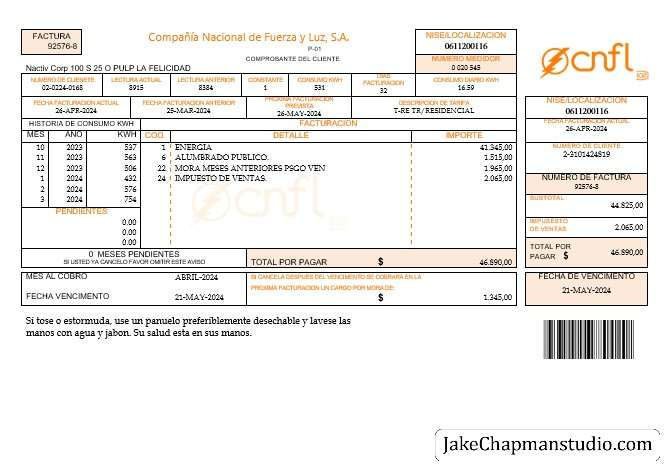 FACTURA
92576-8
Compañía Nacional de Fuerza y Luz, S.A.
P-01
COMPROBANTE DEL CLIENTE
NISE/LOCALIZACION
0611200116
NUMERO MEDIDOR
0 020 545
cnfl
Nactiv Corp 100 S 25 O PULP LA FELICIDAD
NUMERO DE CLIENETE LECTURA ACTUAL LECTURA ANTERIOR CONSTANTE CONSUMO KWH DIAS FACTURACION CONSUMO DIARIO KWH
02-0224-0168 8915 8384 1 531 32 16.59
FECHA FACTURACION ACTUAL FECHA FACTURACION ANTERIOR PROXIMA FACTURACION PREVISTA DESCRIPCION DE TARIFA
26-APR-2024 25-MAR-2024 26-MAY-2024 T-RE TR/RESIDENCIAL
HISTORIA DE CONSUMO KWH FACTURACION
MES ANO KWH COD. DETALLE IMPORTE
10 2023 537 1 ENERGIA 41.345,00
11 2023 563 6 ALUMBRADO PUBLICO. 1.515,00
12 2023 506 22 MORA MESES ANTERIORES PSGO VEN 1.965,00
1 2024 432 24 IMPUESTO DE VENTAS. 2.065,00
2 2024 576
3 2024 754
PENDIENTES
0.00
0.00
0.00
cnfl
0 MESES PENDIENTES
SI USTED YA CANCELO FAVOR OMITIR ESTE AVISO
TOTAL POR PAGAR $ 46.890,00
MES AL COBRO ABRIL-2024
FECHA VENCIMENTO 21-MAY-2024
SI CANCELA DESPUES DEL VENCIMENTO SE COBRARA EN LA
PROXIMA FACTURACION UN CARGO POR MORA DE:
$ 1.345,00
NISE/LOCALIZACION
0611200116
FECHA FACTURACION ACTUAL
26-APR-2024
NUMERO DE CLIENTE
2-3101424819
NUMERO DE FACTURA
92576-8
SUBTOTAL
44.825,00
IMPUESTO
DE VENTAS 2.065,00
TOTAL POR
PAGAR $ 46.890,00
FECHA DE VENCIMIENTO
21-MAY-2024
Si tose o estormuda, use un panuelo preferiblemente desechable y lavese las
manos con agua y jabon. Su salud esta en sus manos.
JakeChapmanstudio.com